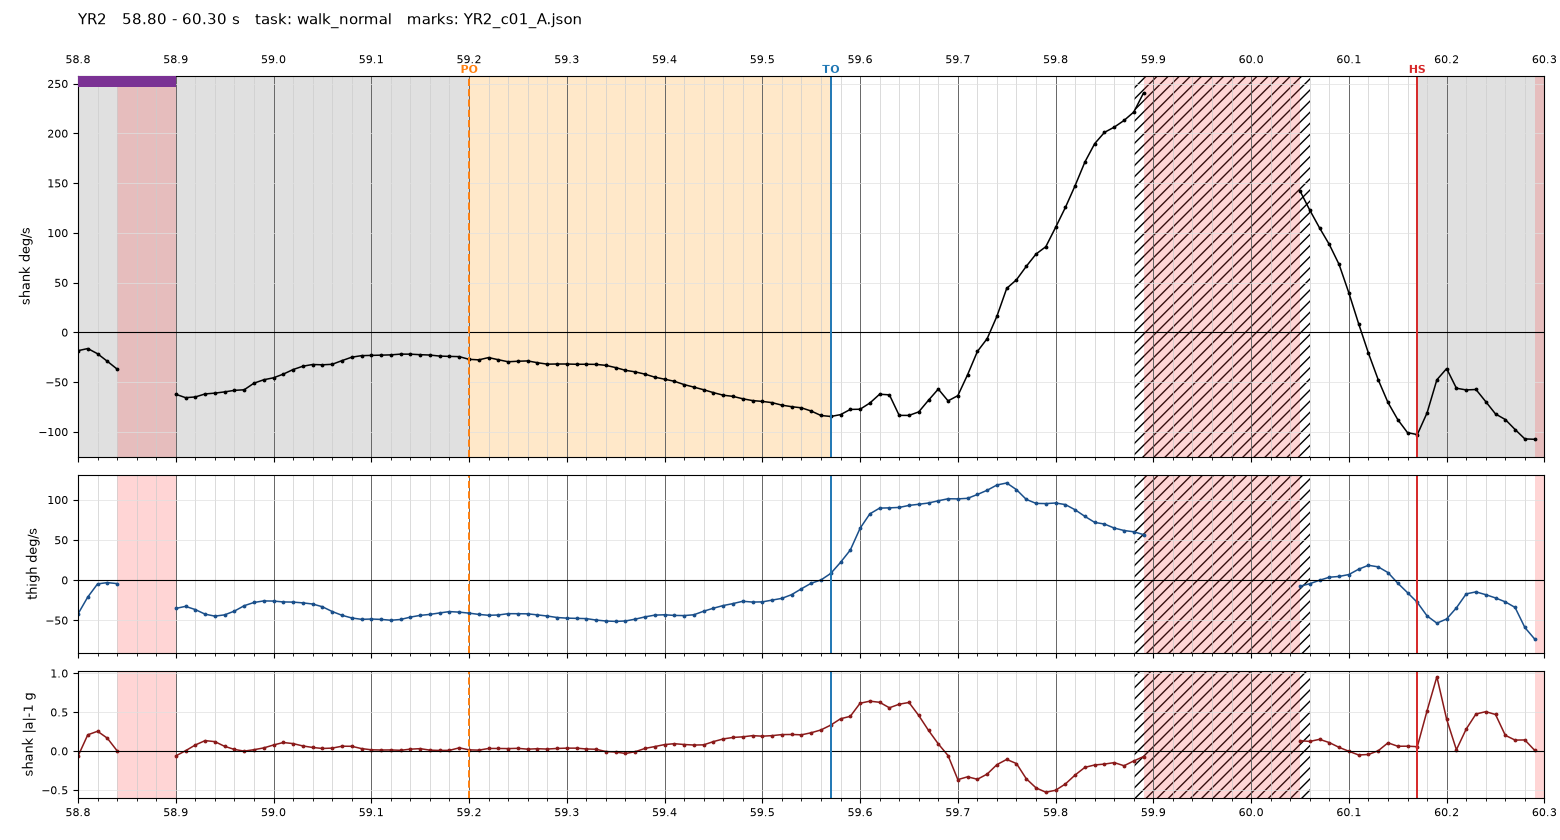 YR2 58.80 - 60.30 s task: walk_normal marks: YR2_c01_A.json
58.8 58.9 59.0 59.1 59.2 59.3 59.4 59.5 59.6 59.7 59.8 59.9 60.0 60.1 60.2 60.3
PO TO HS
250
200
150
100
50
0
−50
−100
shank deg/s
100
50
0
−50
thigh deg/s
1.0
0.5
0.0
−0.5
shank |a|-1 g
58.8 58.9 59.0 59.1 59.2 59.3 59.4 59.5 59.6 59.7 59.8 59.9 60.0 60.1 60.2 60.3